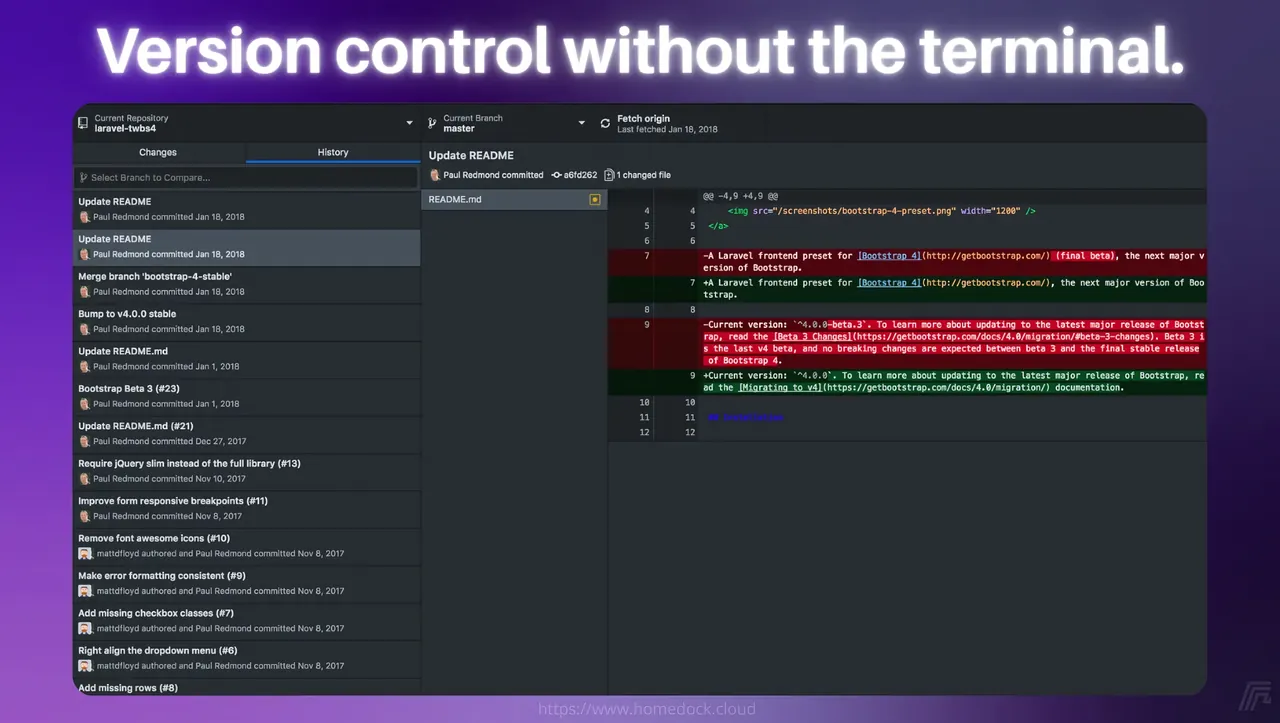 Version control without the terminal.
Current Repository
laravel-twbs4
Current Branch
master
Fetch origin
Last fetched Jan 18, 2018
Changes
History
Select Branch to Compare...
Update README
Paul Redmond committed Jan 18, 2018
Update README
Paul Redmond committed Jan 18, 2018
Merge branch 'bootstrap-4-stable'
Paul Redmond committed Jan 18, 2018
Bump to v4.0.0 stable
Paul Redmond committed Jan 18, 2018
Update README.md
Paul Redmond committed Jan 1, 2018
Bootstrap Beta 3 (#23)
Paul Redmond committed Jan 1, 2018
Update README.md (#21)
Paul Redmond committed Dec 27, 2017
Require jQuery slim instead of the full library (#13)
Paul Redmond committed Nov 10, 2017
Improve form responsive breakpoints (#11)
Paul Redmond committed Nov 8, 2017
Remove font awesome icons (#10)
mattdfloyd authored and Paul Redmond committed Nov 8, 2017
Make error formatting consistent (#9)
mattdfloyd authored and Paul Redmond committed Nov 8, 2017
Add missing checkbox classes (#7)
mattdfloyd authored and Paul Redmond committed Nov 8, 2017
Right align the dropdown menu (#6)
mattdfloyd authored and Paul Redmond committed Nov 8, 2017
Add missing rows (#8)
Update README
Paul Redmond committed a6fd262 1 changed file
README.md
@@ -4,9 +4,9 @@
4 4 <img src="/screenshots/bootstrap-4-preset.png" width="1200" />
5 5 </a>
6 6
7 -A Laravel frontend preset for [Bootstrap 4](http://getbootstrap.com/) (final beta), the next major v
ersion of Bootstrap.
7 +A Laravel frontend preset for [Bootstrap 4](http://getbootstrap.com/), the next major version of Boo
tstrap.
8 8
9 -Current version: `^4.0.0-beta.3`. To learn more about updating to the latest major release of Bootst
rap, read the [Beta 3 Changes](https://getbootstrap.com/docs/4.0/migration/#beta-3-changes). Beta 3 i
s the last v4 beta, and no breaking changes are expected between beta 3 and the final stable release
of Bootstrap 4.
9 +Current version: `^4.0.0`. To learn more about updating to the latest major release of Bootstrap, re
ad the [Migrating to v4](https://getbootstrap.com/docs/4.0/migration/) documentation.
10 10
11 11
12 12
https://www.homedock.cloud